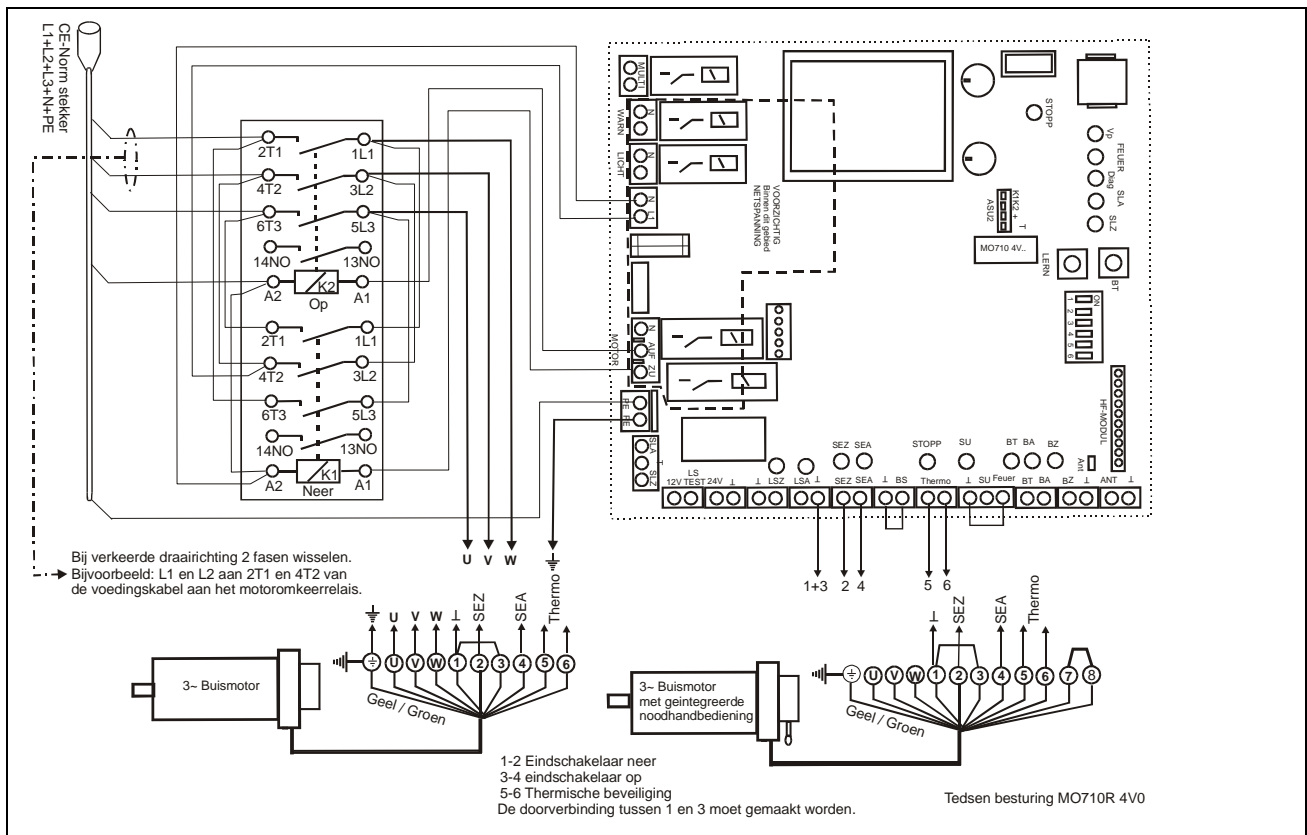 CE-Norm stekker
L1+L2+L3+N+PE
2T1
1L1
4T2
3L2
6T3
5L3
14NO
13NO
A2
K2
A1
Op
2T1
1L1
4T2
3L2
6T3
5L3
14NO
13NO
A2
K1
A1
Neer
MULTI
N
WARN
N
LICHT
N
L1
VOORZICHTIG
Binnen dit gebied
NETSPANNING
N
AUF
ZU
MOTOR
PE
PE
SLA
⊥
SLZ
STOPP
Vp
FEUER
Diag
SLA
SLZ
K1K2 + T
ASU2
MO710 4V..
LERN
BT
ON
1
2
3
4
5
6
HF-MODUL
Ant
SEZ SEA
STOPP
SU
BT BA BZ
LS
12V TEST 24V ⊥ ⊥ LSZ LSA ⊥ SEZ SEA ⊥ BS Thermo ⊥ SU Feuer BT BA BZ ⊥ ANT ⊥
1+3
2
4
5
6
U V W
Bij verkeerde draairichting 2 fasen wisselen.
Bijvoorbeeld: L1 en L2 aan 2T1 en 4T2 van
de voedingskabel aan het motoromkeerrelais.
U V W ⊥ SEZ SEA Thermo
U V W 1 2 3 4 5 6
Geel / Groen
3~ Buismotor
⊥ SEZ SEA Thermo
U V W 1 2 3 4 5 6 7 8
Geel / Groen
3~ Buismotor
met geintegreerde
noodhandbediening
1-2 Eindschakelaar neer
3-4 eindschakelaar op
5-6 Thermische beveiliging
De doorverbinding tussen 1 en 3 moet gemaakt worden.
Tedsen besturing MO710R 4V0